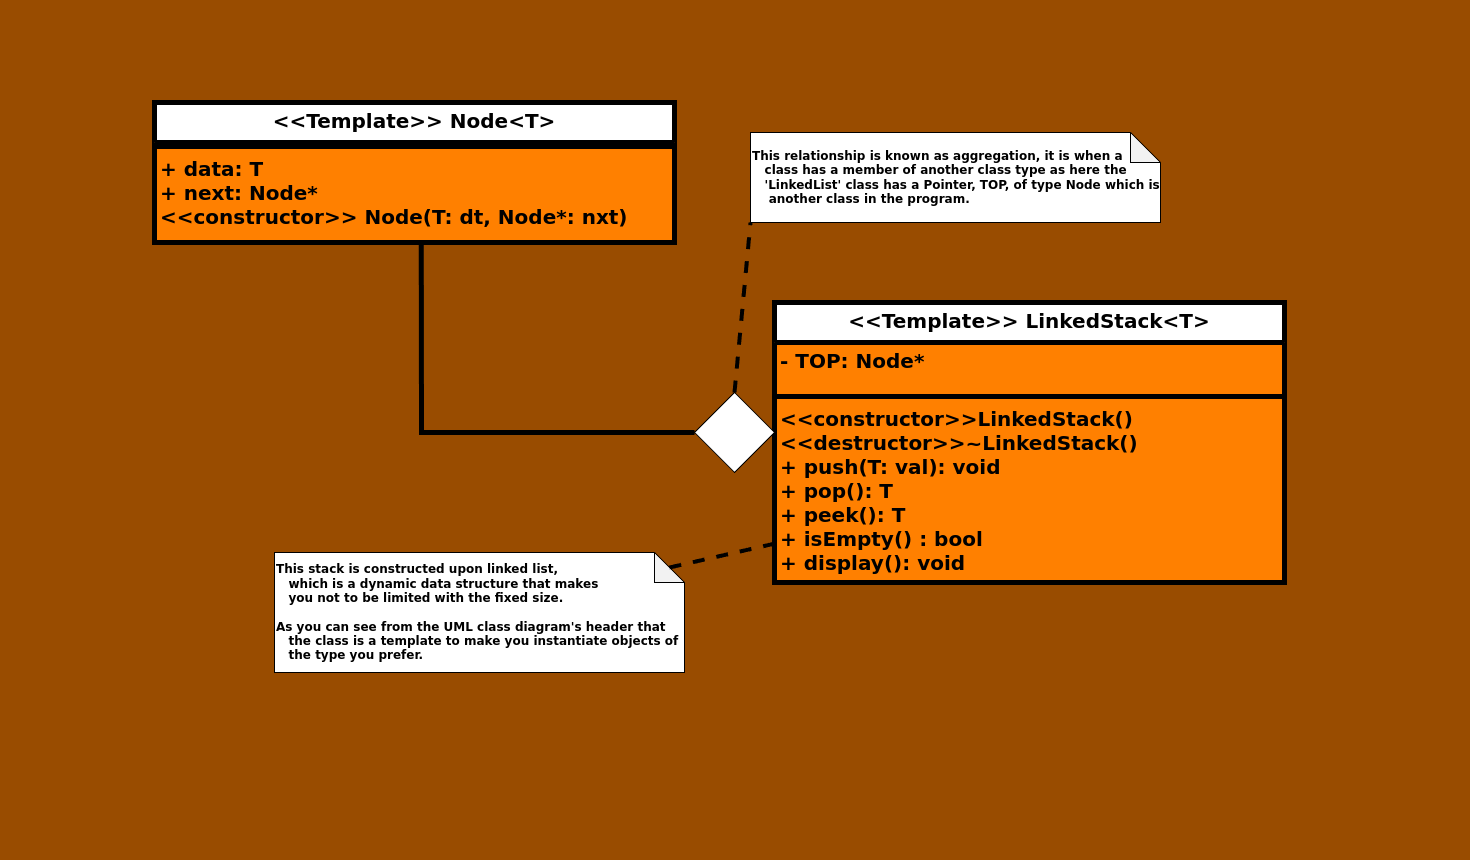 <<Template>> Node<T>
+ data: T
+ next: Node*
<<constructor>> Node(T: dt, Node*: nxt)
This relationship is known as aggregation, it is when a
class has a member of another class type as here the
'LinkedList' class has a Pointer, TOP, of type Node which is
another class in the program.
<<Template>> LinkedStack<T>
- TOP: Node*
<<constructor>>LinkedStack()
<<destructor>>~LinkedStack()
+ push(T: val): void
+ pop(): T
+ peek(): T
+ isEmpty() : bool
+ display(): void
This stack is constructed upon linked list,
which is a dynamic data structure that makes
you not to be limited with the fixed size.
As you can see from the UML class diagram's header that
the class is a template to make you instantiate objects of
the type you prefer.